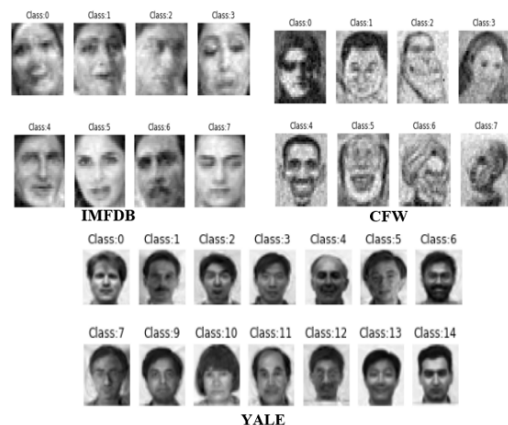 Class:0 Class:1 Class:2 Class:3
Class:4 Class:5 Class:6 Class:7
IMFDB
Class:0 Class:1 Class:2 Class:3
Class:4 Class:5 Class:6 Class:7
CFW
Class:0 Class:1 Class:2 Class:3 Class:4 Class:5 Class:6
Class:7 Class:9 Class:10 Class:11 Class:12 Class:13 Class:14
YALE